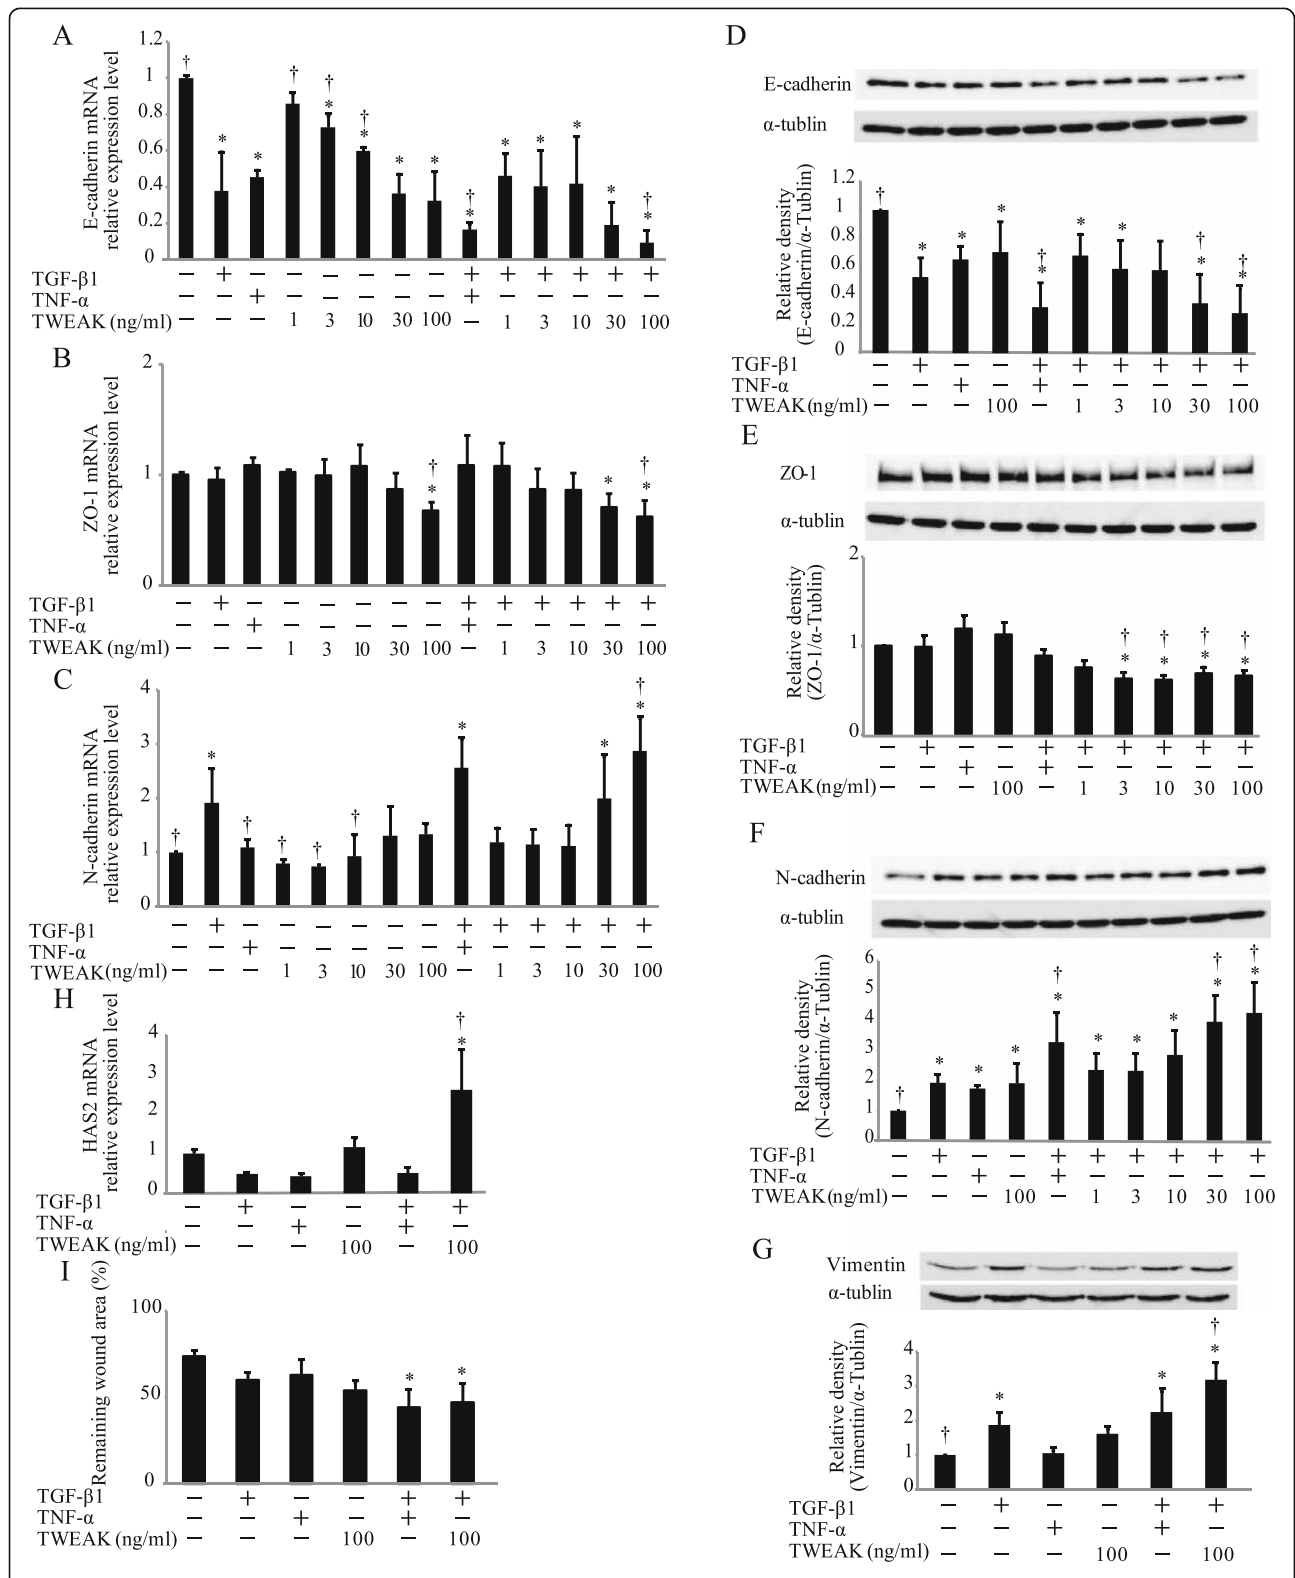 A
E-cadherin mRNA
relative expression level
1.2
1
0.8
0.6
0.4
0.2
0
† * * † † * † * * * † * * * * * † *
TGF-β1 − + − − − − − − + + + + + +
TNF-α − − + − − − − − + − − − − −
TWEAK (ng/ml) − − − 1 3 10 30 100 − 1 3 10 30 100
B
ZO-1 mRNA
relative expression level
2
1
0
† * * † *
TGF-β1 − + − − − − − − + + + + + +
TNF-α − − + − − − − − + − − − − −
TWEAK (ng/ml) − − − 1 3 10 30 100 − 1 3 10 30 100
C
N-cadherin mRNA
relative expression level
4
3
2
1
0
† * † † † † * * † *
TGF-β1 − + − − − − − − + + + + + +
TNF-α − − + − − − − − + − − − − −
TWEAK (ng/ml) − − − 1 3 10 30 100 − 1 3 10 30 100
H
HAS2 mRNA
relative expression level
4
3
2
1
0
† *
TGF-β1 − + − − + +
TNF-α − − + − + −
TWEAK (ng/ml) − − − 100 − 100
I
Remaining wound area (%)
100
50
0
* *
TGF-β1 − + − − + +
TNF-α − − + − + −
TWEAK (ng/ml) − − − 100 − 100
D
E-cadherin
α-tublin
Relative density
(E-cadherin/α-Tublin)
1.2
1
0.8
0.6
0.4
0.2
0
† * * * † * * * † * † *
TGF-β1 − + − − + + + + + +
TNF-α − − + − + − − − − −
TWEAK(ng/ml) − − − 100 − 1 3 10 30 100
E
ZO-1
α-tublin
Relative density
(ZO-1/α-Tublin)
2
1
0
† * † * † * † *
TGF-β1 − + − − + + + + + +
TNF-α − − + − + − − − − −
TWEAK(ng/ml) − − − 100 − 1 3 10 30 100
F
N-cadherin
α-tublin
Relative density
(N-cadherin/α-Tublin)
6
5
4
3
2
1
0
† * * * † * * * * † * † *
TGF-β1 − + − − + + + + + +
TNF-α − − + − + − − − − −
TWEAK(ng/ml) − − − 100 − 1 3 10 30 100
G
Vimentin
α-tublin
Relative density
(Vimentin/α-Tublin)
4
3
2
1
0
† * * † *
TGF-β1 − + − − + +
TNF-α − − + − + −
TWEAK (ng/ml) − − − 100 − 100